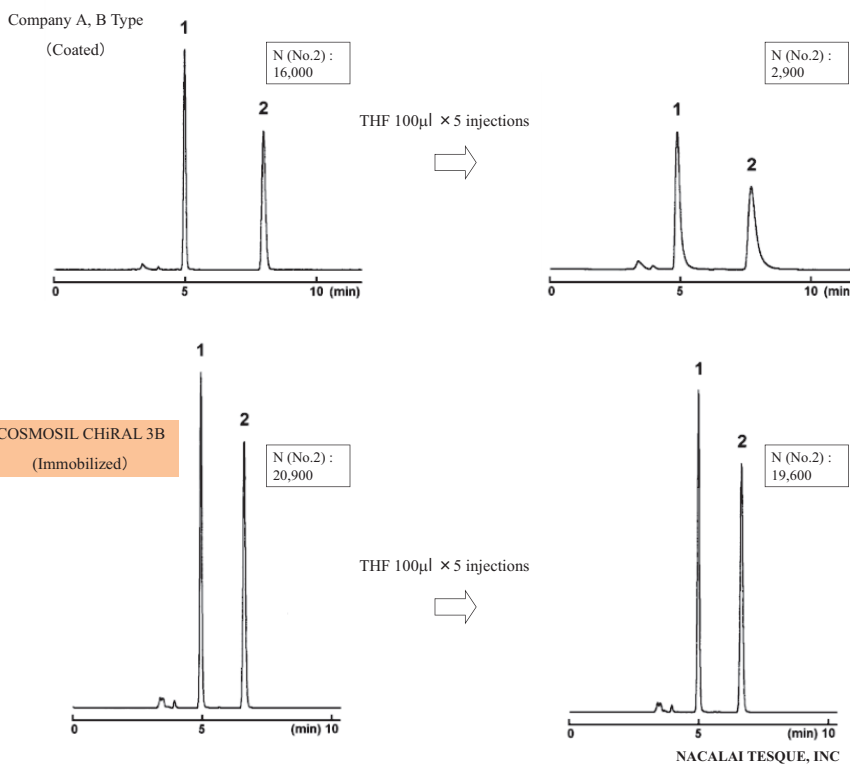 Company A, B Type
（Coated）
1
2
N (No.2) :
16,000
0 5 10 (min)
THF 100μl ×5 injections
1
2
N (No.2) :
2,900
0 5 10 (min
COSMOSIL CHiRAL 3B
(Immobilized）
1
2
N (No.2) :
20,900
0 5 (min) 10
THF 100μl ×5 injections
1
2
N (No.2) :
19,600
0 5 (min) 10
NACALAI TESQUE, INC